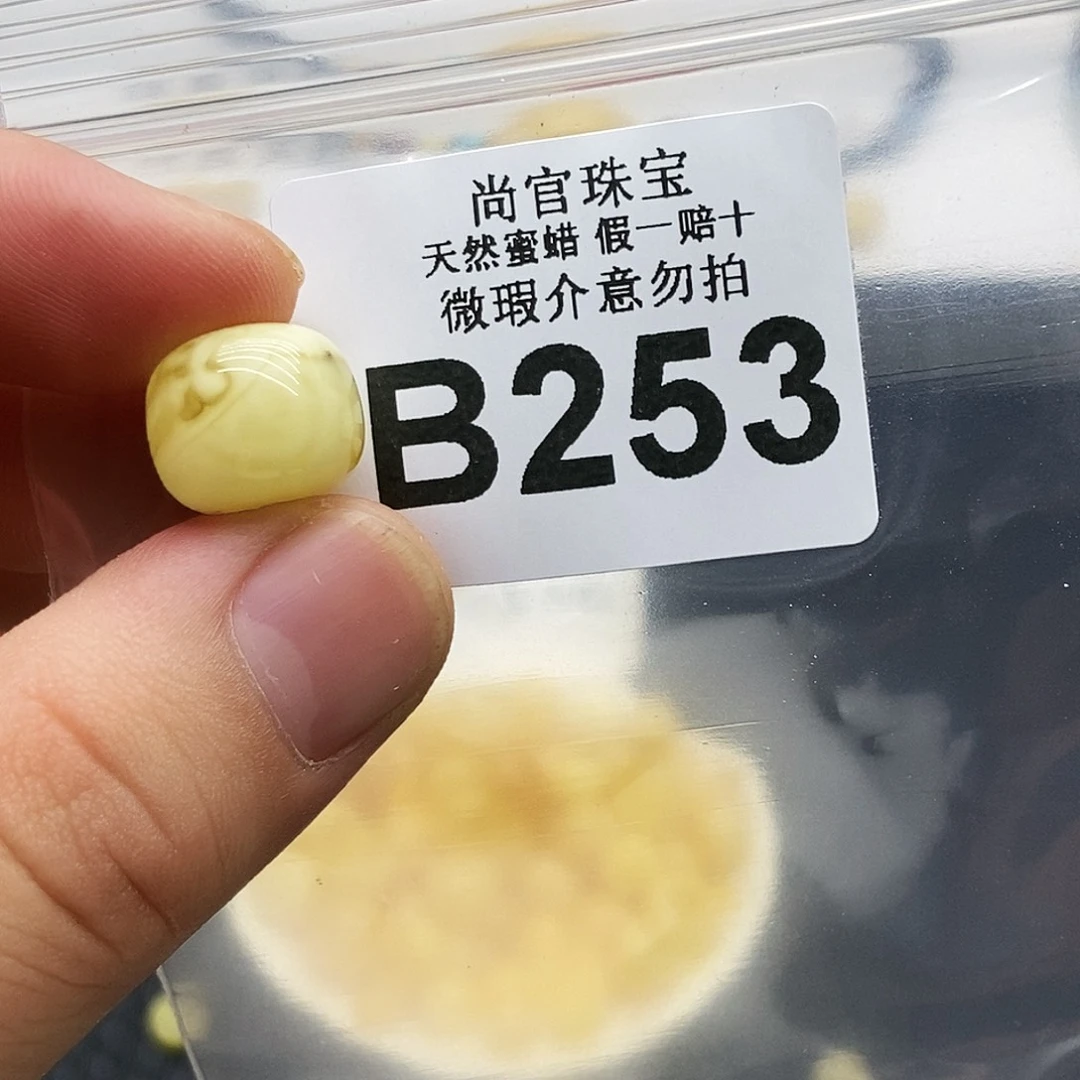 尚官珠宝
天然蜜蜡 假一赔十
微瑕介意勿拍
B253